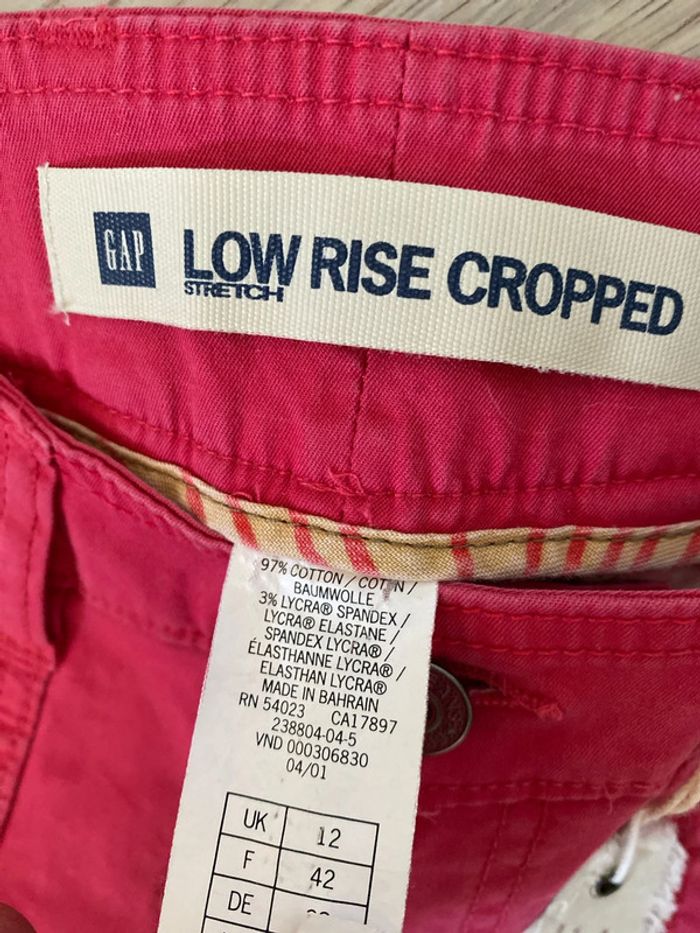 GAP
LOW RISE CROPPED
STRETCH
97% COTTON /
BAUMWOLLE
3% LYCRA® SPANDEX /
LYCRA® ELASTANE /
SPANDEX LYCRA® /
ÉLASTHANNE LYCRA® /
ELASTHAN LYCRA®
MADE IN BAHRAIN
RN 54023 CA17897
238804-04-5
VND 000306830
04/01
UK 12
F 42
DE